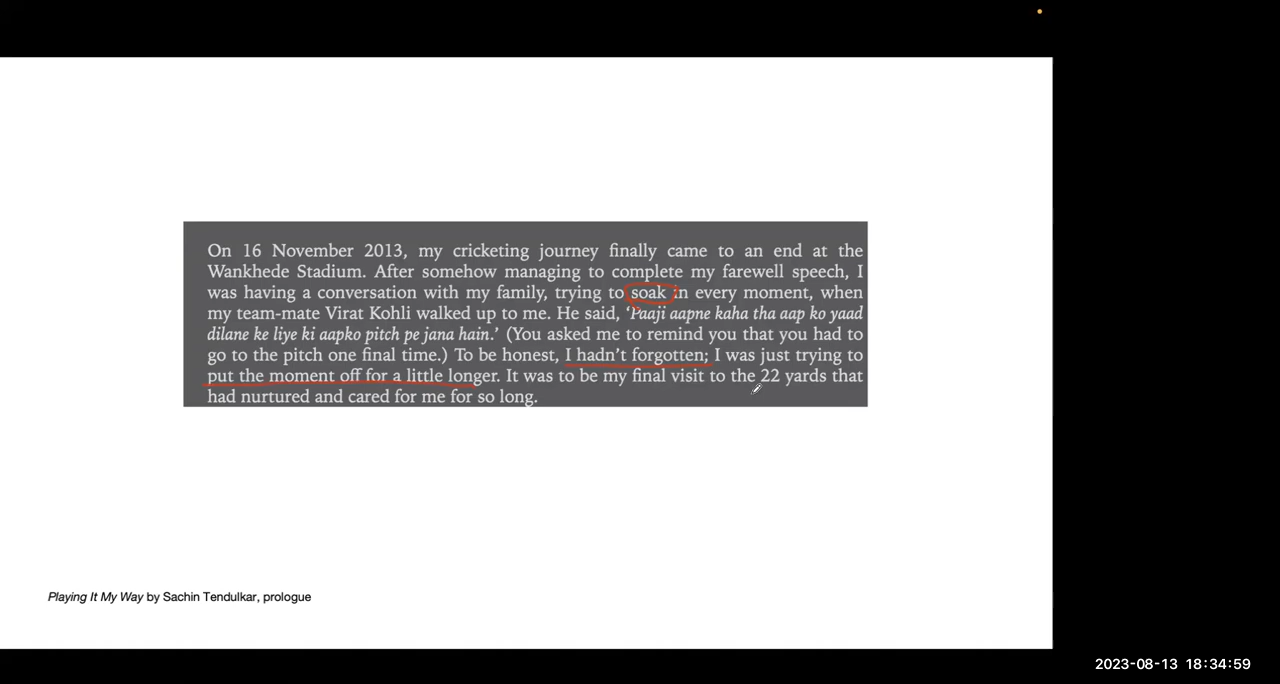 On 16 November 2013, my cricketing journey finally came to an end at the
Wankhede Stadium. After somehow managing to complete my farewell speech, I
was having a conversation with my family, trying to soak in every moment, when
my team-mate Virat Kohli walked up to me. He said, ‘Paaji aapne kaha tha aap ko yaad
dilane ke liye ki aapko pitch pe jana hain.’ (You asked me to remind you that you had to
go to the pitch one final time.) To be honest, I hadn’t forgotten; I was just trying to
put the moment off for a little longer. It was to be my final visit to the 22 yards that
had nurtured and cared for me for so long.
Playing It My Way by Sachin Tendulkar, prologue
2023-08-13 18:34:59